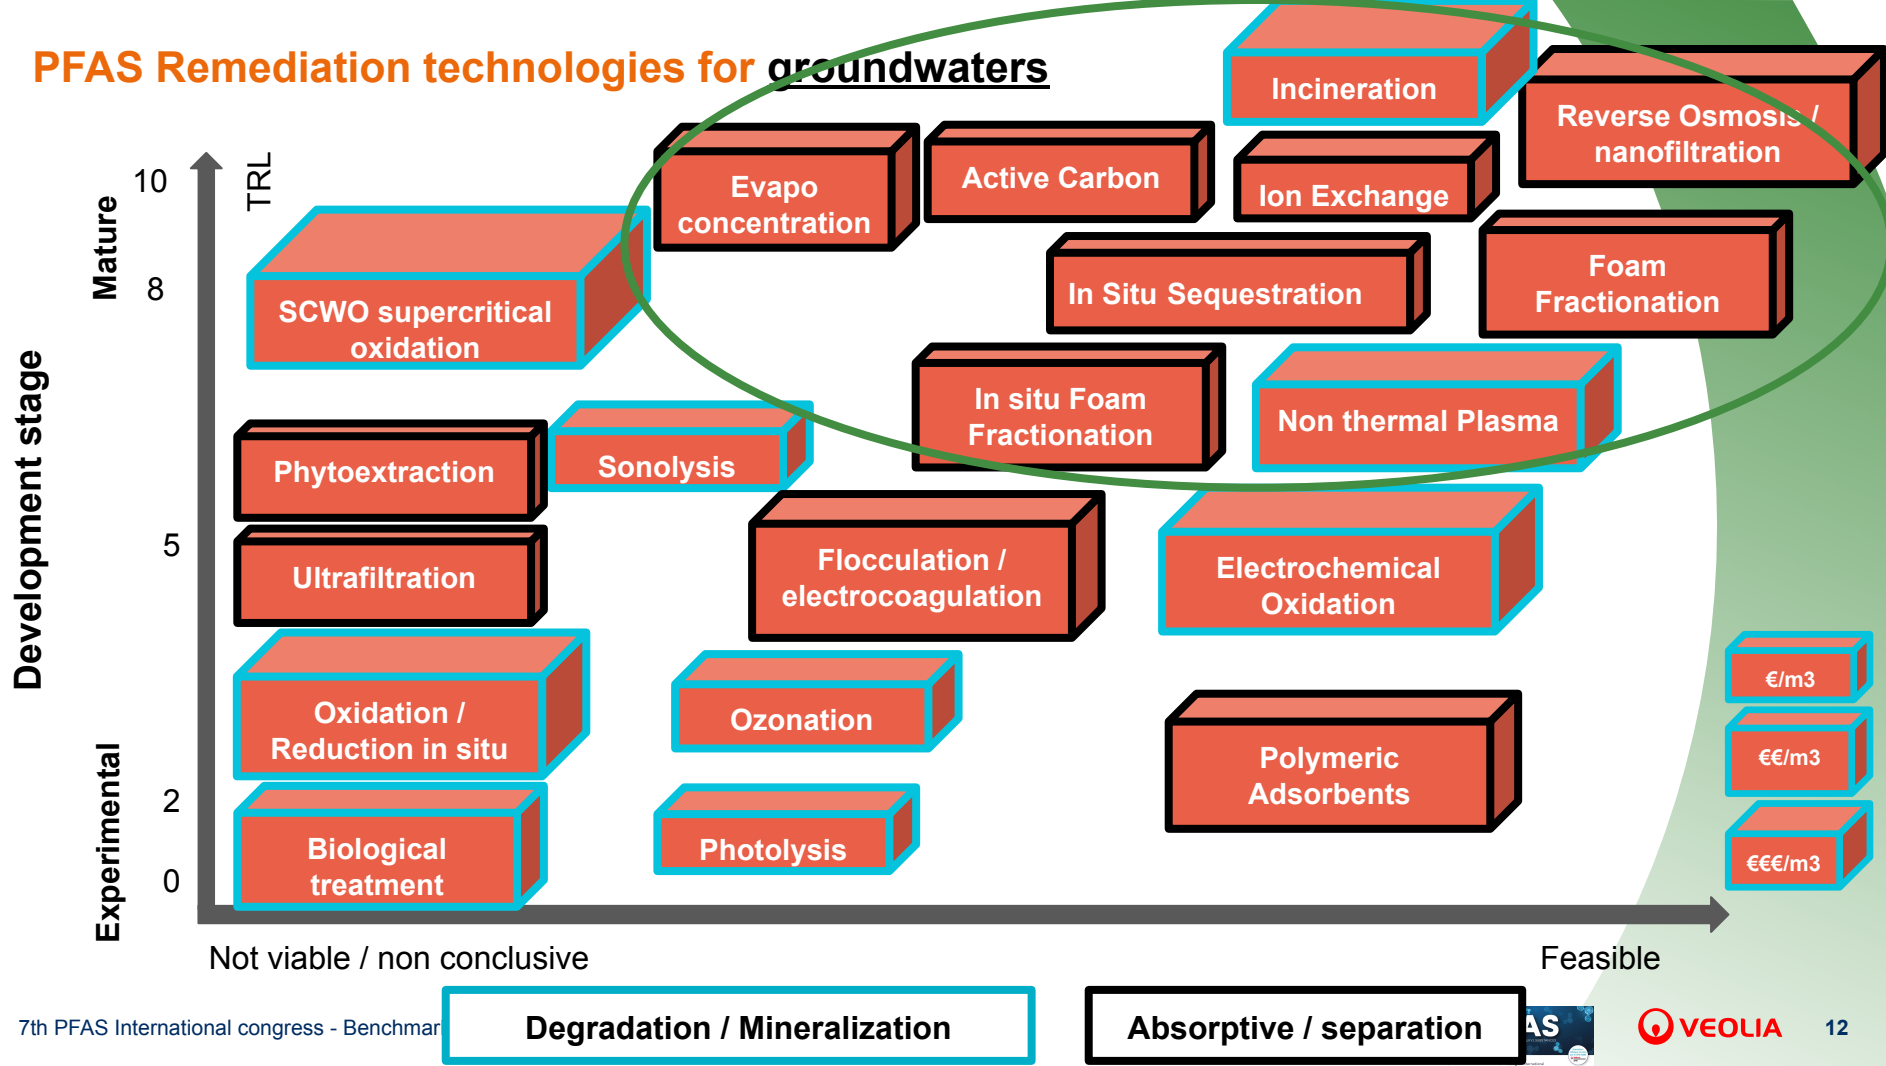 PFAS Remediation technologies for groundwaters
Incineration
Reverse Osmosis /
nanofiltration
10
TRL
Evapo
concentration
Active Carbon
Ion Exchange
Mature
8
SCWO supercritical
oxidation
In Situ Sequestration
Foam
Fractionation
Development stage
In situ Foam
Fractionation
Non thermal Plasma
Phytoextraction
Sonolysis
5
Ultrafiltration
Flocculation /
electrocoagulation
Electrochemical
Oxidation
€/m3
Oxidation /
Reduction in situ
Ozonation
Polymeric
Adsorbents
€€/m3
Experimental
2
0
Biological
treatment
Photolysis
€€€/m3
Not viable / non conclusive
Feasible
7th PFAS International congress - Benchmar
Degradation / Mineralization
Absorptive / separation
AS
VEOLIA
12